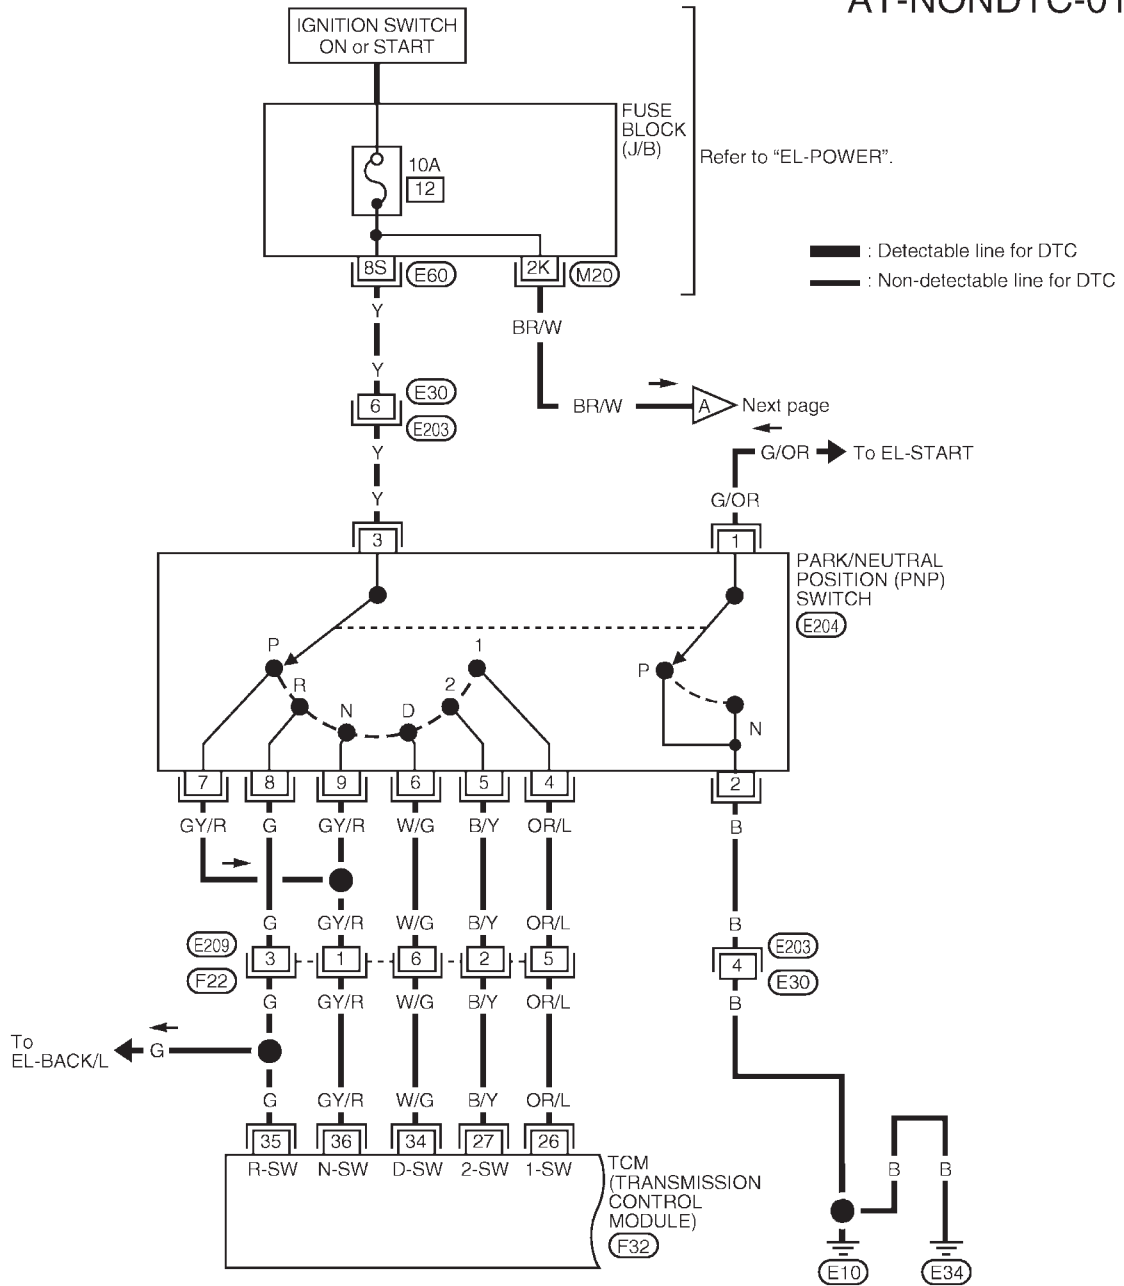 AT-NONDTC-01
IGNITION SWITCH
ON or START
FUSE
BLOCK
(J/B)
Refer to “EL-POWER”.
10A
12
: Detectable line for DTC
: Non-detectable line for DTC
8S
E60
2K
M20
Y
BR/W
Y
6
E30
E203
BR/W
A
Next page
Y
G/OR
To EL-START
Y
G/OR
3
1
PARK/NEUTRAL
POSITION (PNP)
SWITCH
E204
P
R
N
D
2
1
P
N
7 8 9 6 5 4 2
GY/R G GY/R W/G B/Y OR/L B
G GY/R W/G B/Y OR/L B
E209
F22
3 1 6 2 5
4
E203
E30
G GY/R W/G B/Y OR/L B
To
EL-BACK/L
G
G GY/R W/G B/Y OR/L
35 36 34 27 26
R-SW N-SW D-SW 2-SW 1-SW
TCM
(TRANSMISSION
CONTROL
MODULE)
F32
B B
E10 E34